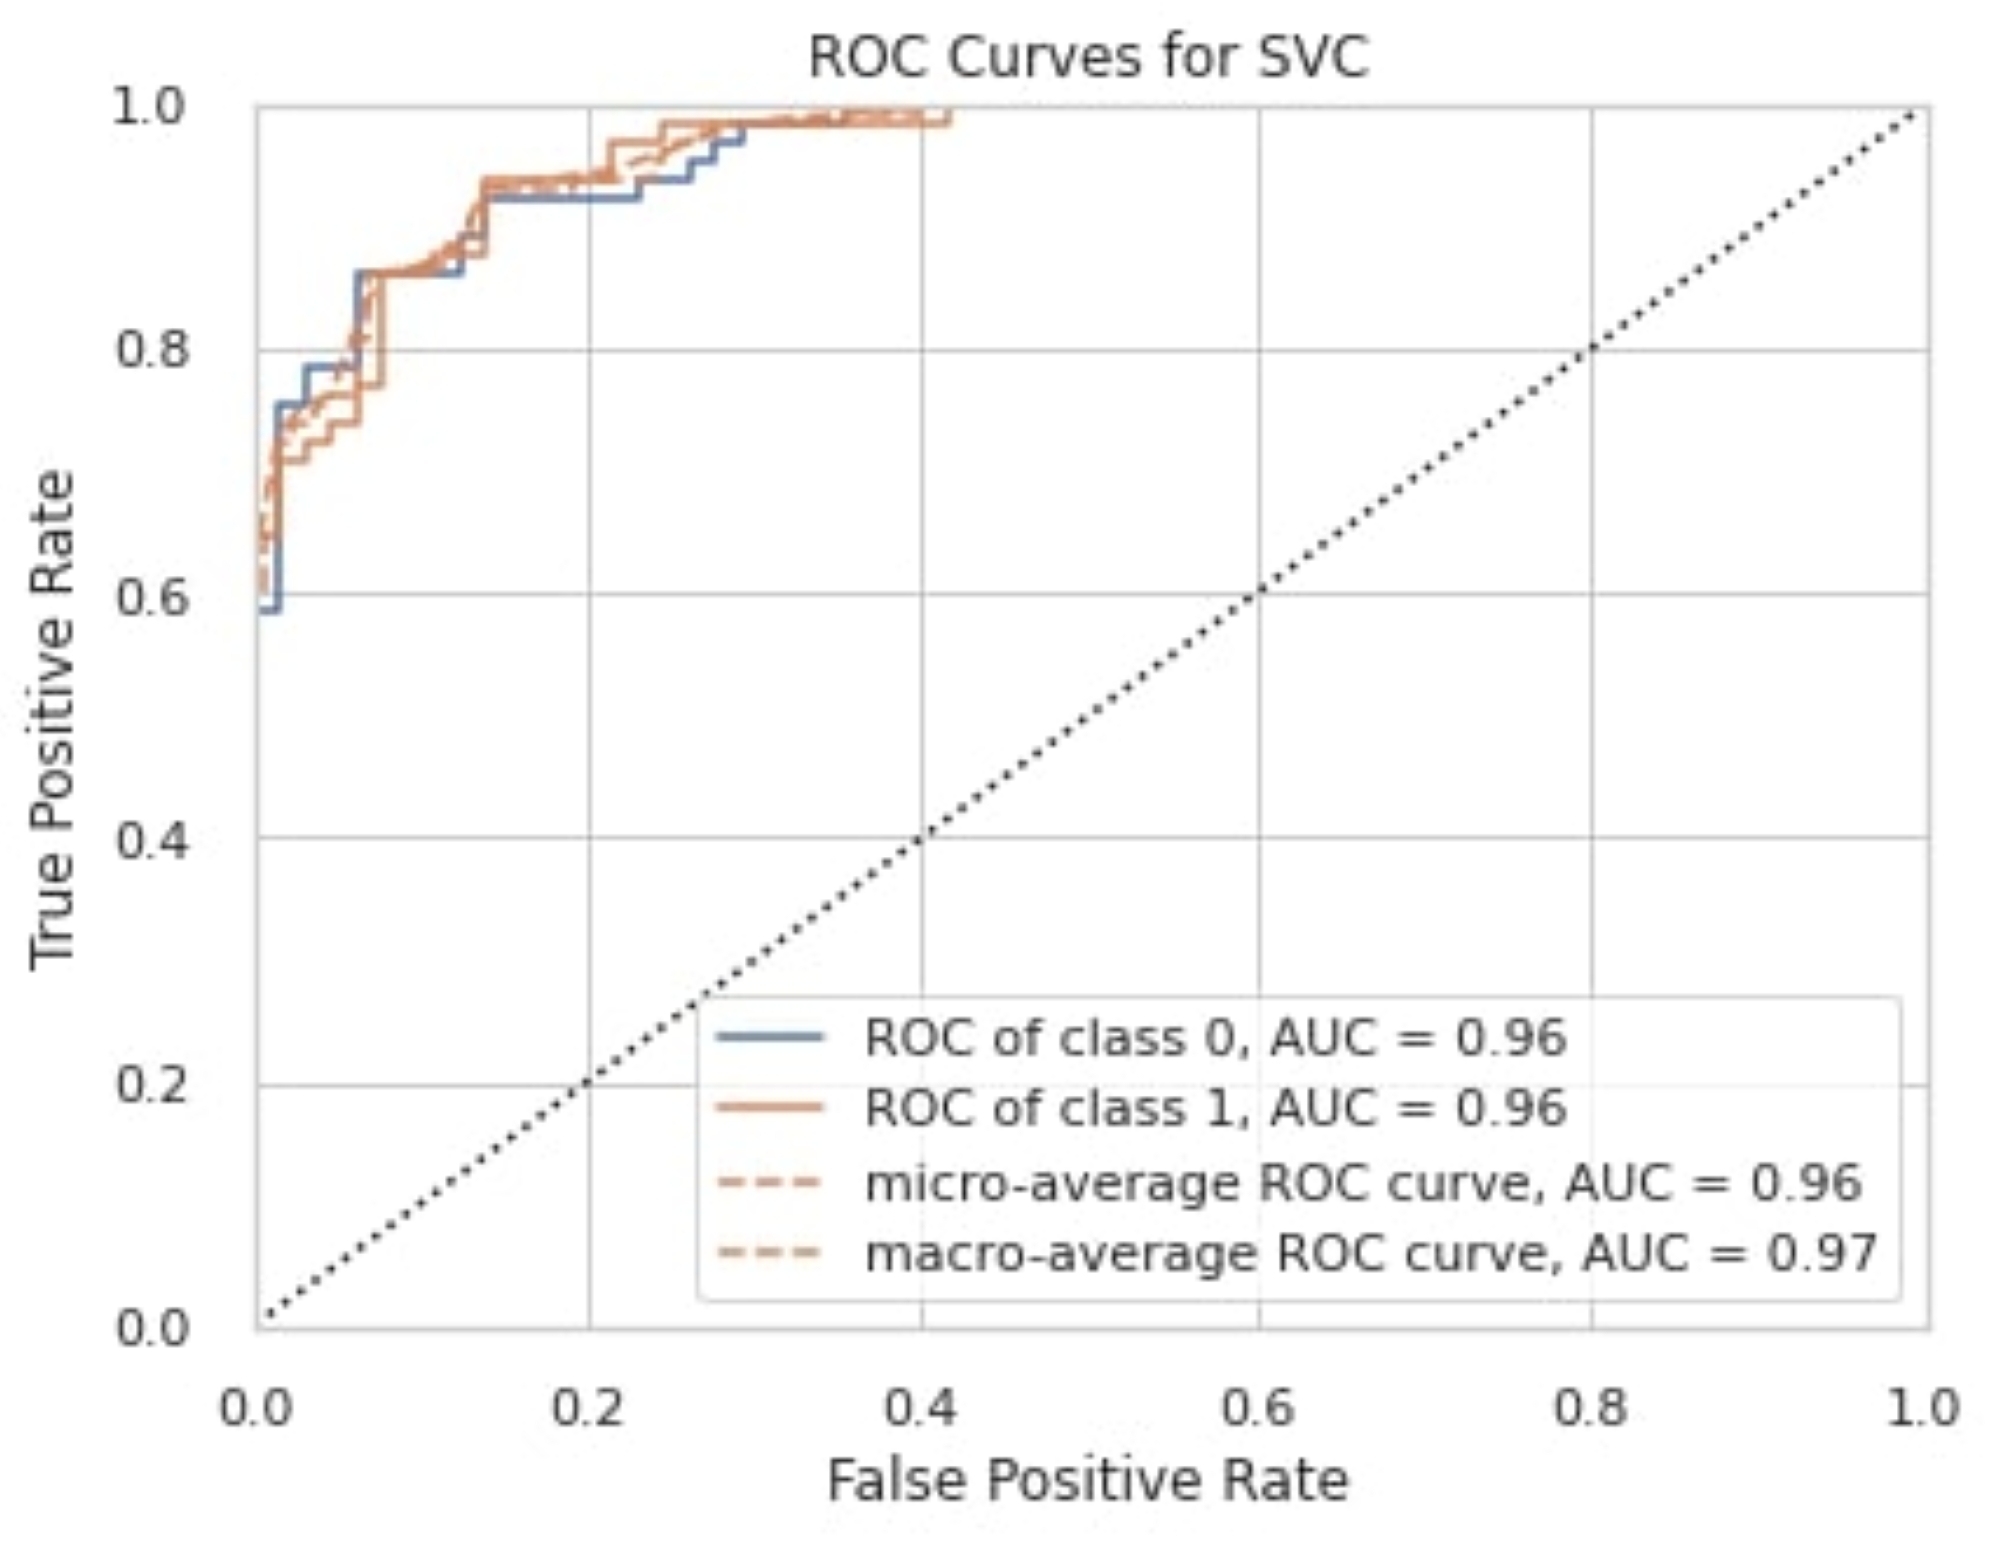 ROC Curves for SVC
1.0
0.8
0.6
0.4
0.2
0.0
True Positive Rate
ROC of class 0, AUC = 0.96
ROC of class 1, AUC = 0.96
micro-average ROC curve, AUC = 0.96
macro-average ROC curve, AUC = 0.97
0.0 0.2 0.4 0.6 0.8 1.0
False Positive Rate